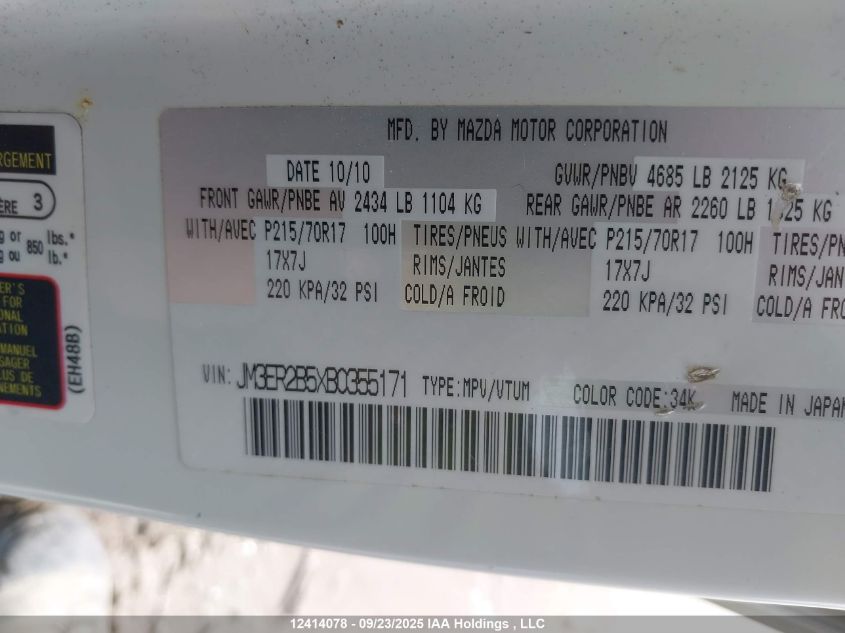 RGEMENT
ÈRE 3
g or 850 lbs.*
g ou lb.*
ER'S
FOR
ONAL
ATION
MANUEL
SAGER
LUS DE
NEMENTS
(EH48B)
MFD. BY MAZDA MOTOR CORPORATION
DATE 10/10 GVWR/PNBV 4685 LB 2125 KG
FRONT GAWR/PNBE AV 2434 LB 1104 KG REAR GAWR/PNBE AR 2260 LB 1025 KG
WITH/AVEC P215/70R17 100H TIRES/PNEUS WITH/AVEC P215/70R17 100H TIRES/PN
17X7J RIMS/JANTES 17X7J RIMS/JAN
220 KPA/32 PSI COLD/A FROID 220 KPA/32 PSI COLD/A FRO
VIN: JM3ER2B5XB0355171 TYPE:MPV/VTUM COLOR CODE:34K MADE IN JAPAN
12414078 - 09/23/2025 IAA Holdings , LLC